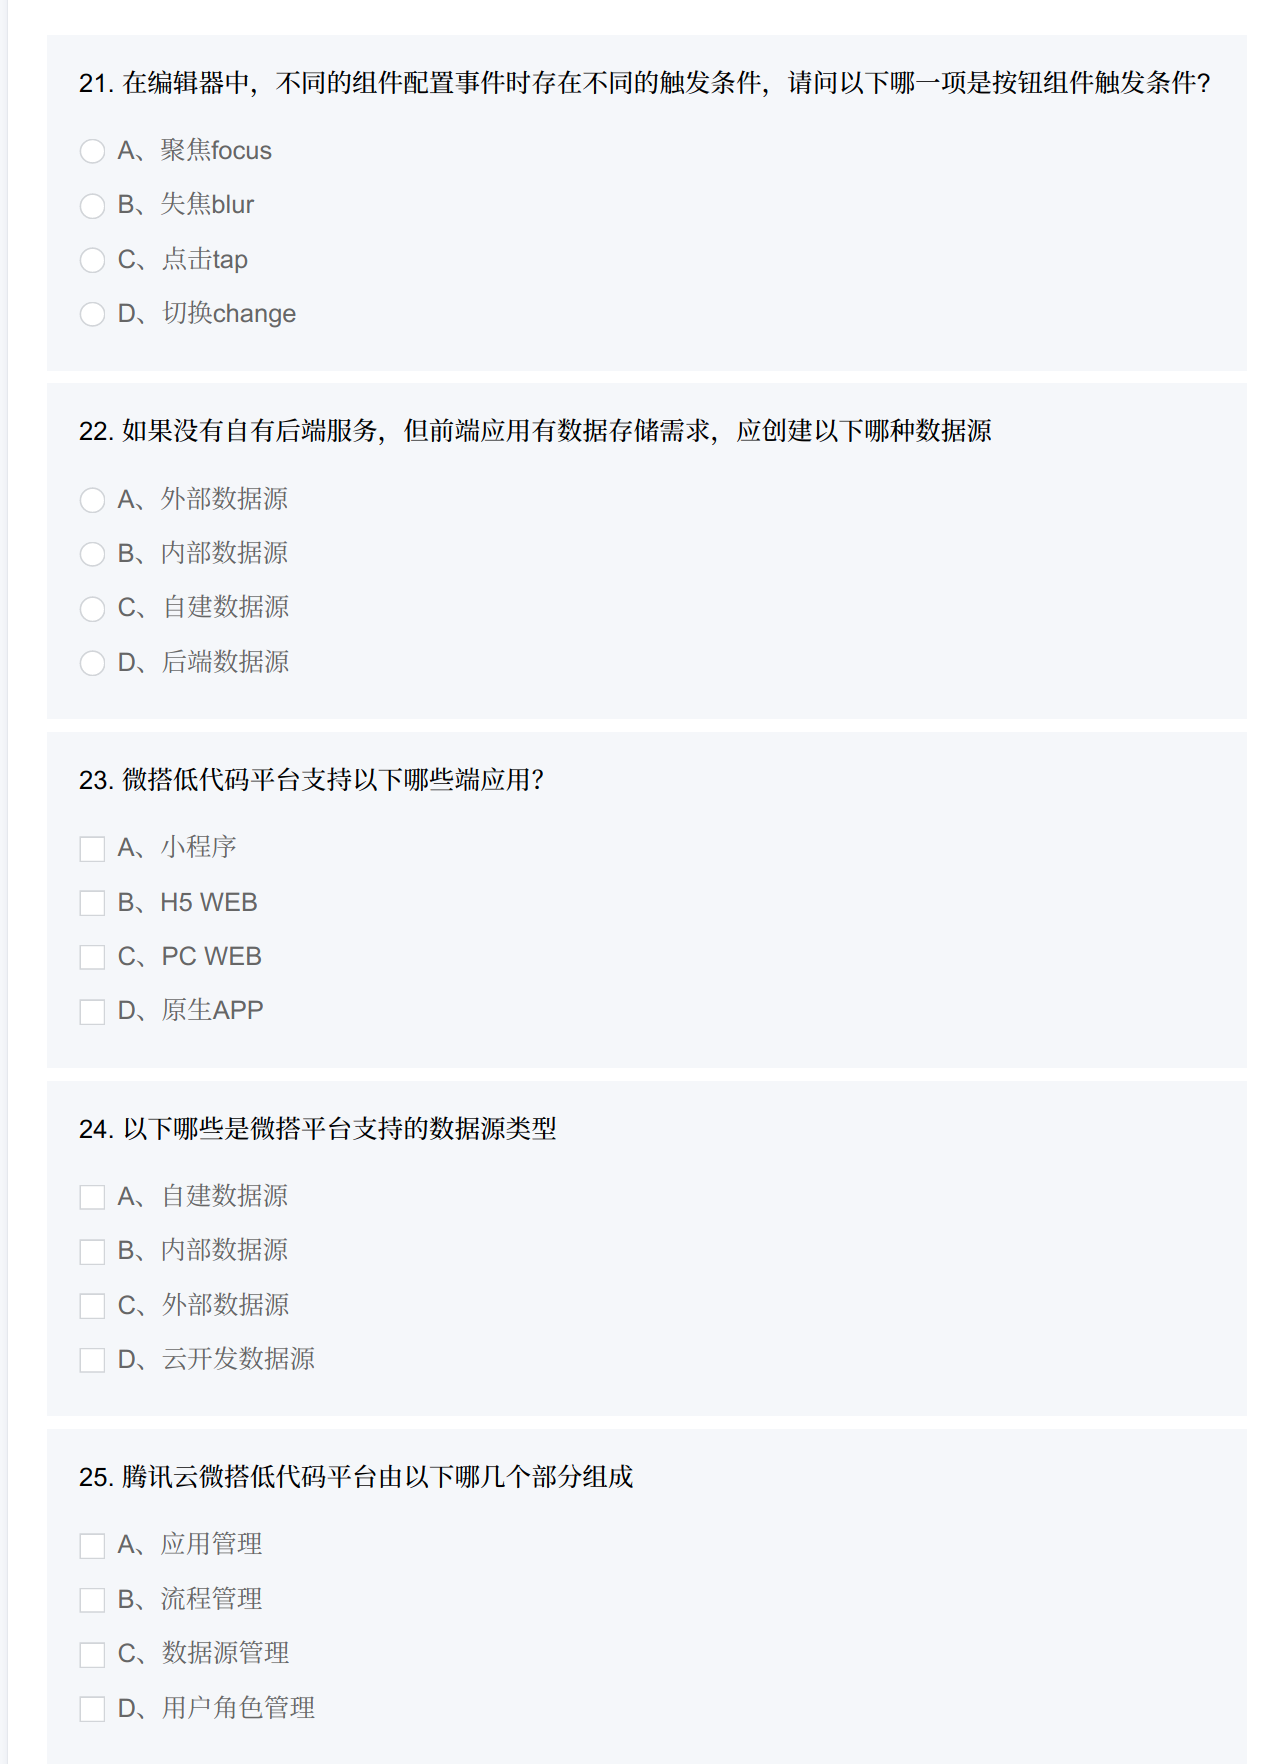 21. 在编辑器中，不同的组件配置事件时存在不同的触发条件，请问以下哪一项是按钮组件触发条件?
A、聚焦focus
B、失焦blur
C、点击tap
D、切换change
22. 如果没有自有后端服务，但前端应用有数据存储需求，应创建以下哪种数据源
A、外部数据源
B、内部数据源
C、自建数据源
D、后端数据源
23. 微搭低代码平台支持以下哪些端应用？
A、小程序
B、H5 WEB
C、PC WEB
D、原生APP
24. 以下哪些是微搭平台支持的数据源类型
A、自建数据源
B、内部数据源
C、外部数据源
D、云开发数据源
25. 腾讯云微搭低代码平台由以下哪几个部分组成
A、应用管理
B、流程管理
C、数据源管理
D、用户角色管理